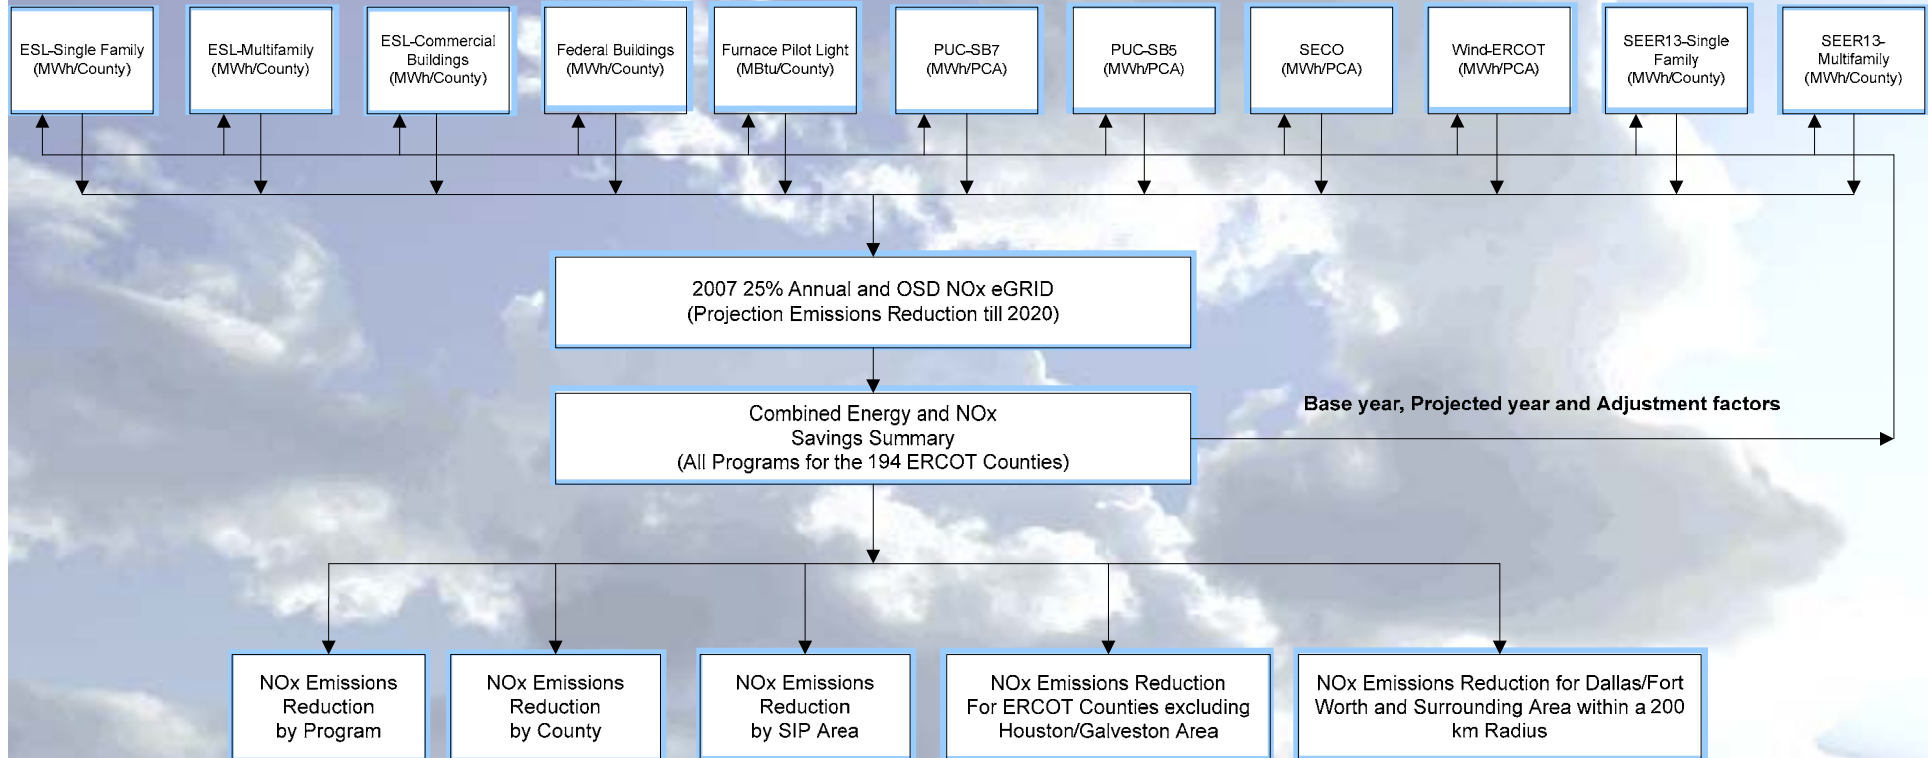 ESL-Single Family
(MWh/County)
ESL-Multifamily
(MWh/County)
ESL-Commercial
Buildings
(MWh/County)
Federal Buildings
(MWh/County)
Furnace Pilot Light
(MBtu/County)
PUC-SB7
(MWh/PCA)
PUC-SB5
(MWh/PCA)
SECO
(MWh/PCA)
Wind-ERCOT
(MWh/PCA)
SEER13-Single
Family
(MWh/County)
SEER13-
Multifamily
(MWh/County)
2007 25% Annual and OSD NOx eGRID
(Projection Emissions Reduction till 2020)
Combined Energy and NOx
Savings Summary
(All Programs for the 194 ERCOT Counties)
Base year, Projected year and Adjustment factors
NOx Emissions
Reduction
by Program
NOx Emissions
Reduction
by County
NOx Emissions
Reduction
by SIP Area
NOx Emissions Reduction
For ERCOT Counties excluding
Houston/Galveston Area
NOx Emissions Reduction for Dallas/Fort
Worth and Surrounding Area within a 200
km Radius